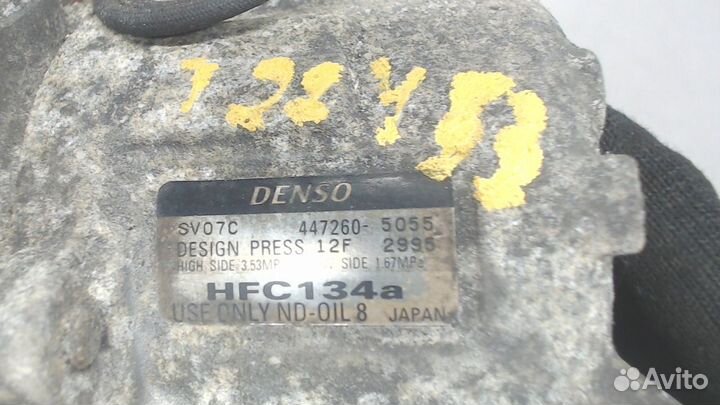 DENSO
SV07C 447260-5055
DESIGN PRESS 12F 2995
HIGH SIDE 3.53MP SIDE 1.67MPa
HFC134a
USE ONLY ND-OIL 8 JAPAN
Avito